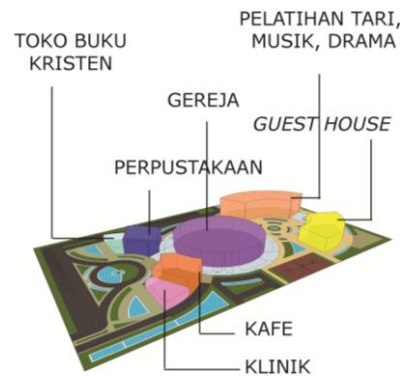 PELATIHAN TARI,
MUSIK, DRAMA
TOKO BUKU
KRISTEN
GEREJA
GUEST HOUSE
PERPUSTAKAAN
KAFE
KLINIK